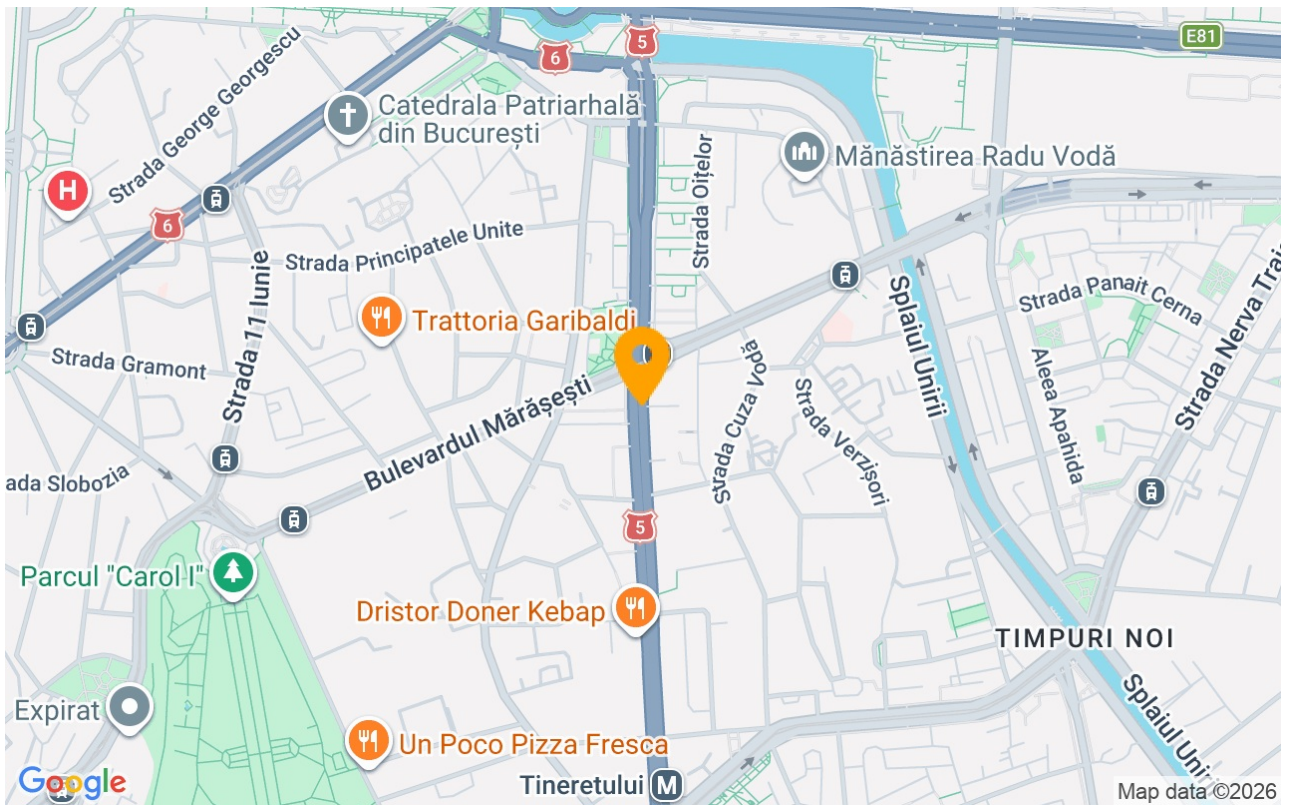 5
E81
6
Strada George Georgescu
Catedrala Patriarhală
din București
Strada Oițelor
Mănăstirea Radu Vodă
H
6
Strada Principatele Unite
Strada 11 Iunie
Trattoria Garibaldi
Splaiul Unirii
Strada Panait Cerna
Strada Nerva Traia
Strada Gramont
Bulevardul Mărășești
Strada Cuza Vodă
Strada Verzișori
Aleea Apahida
ada Slobozia
5
Parcul "Carol I"
Dristor Doner Kebap
TIMPURI NOI
Expirat
Splaiul Uni
Un Poco Pizza Fresca
Google
Tineretului M
Map data ©2026